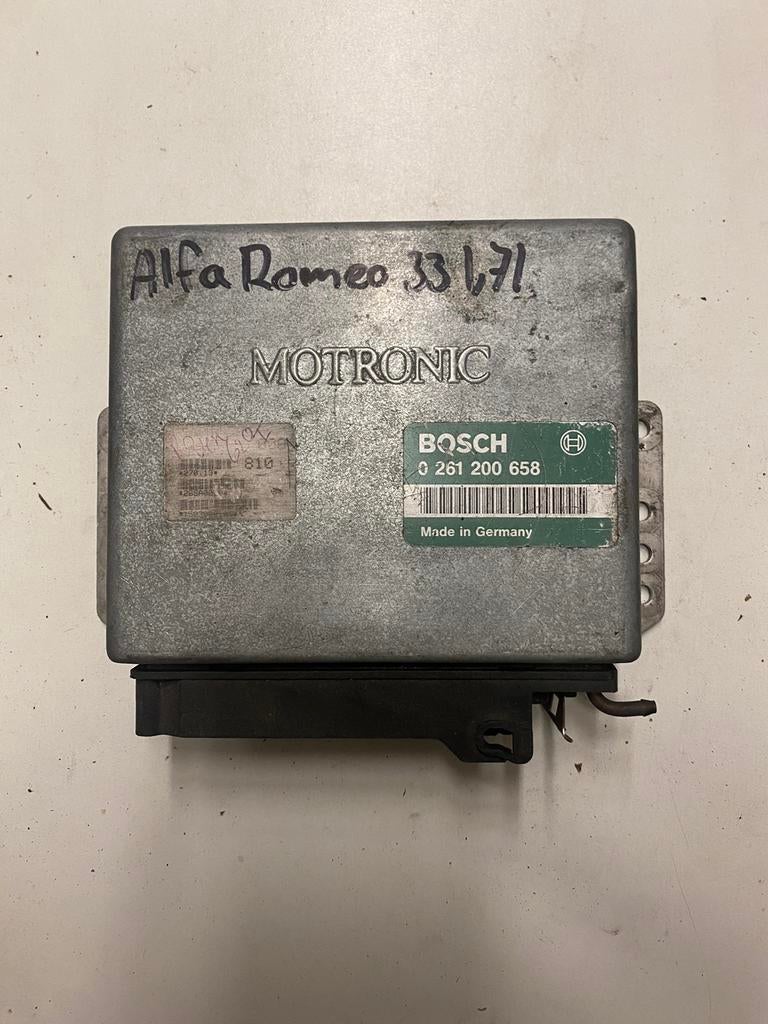 Alfa Romeo 33 1,7l
MOTRONIC
810
BOSCH
0 261 200 658
Made in Germany